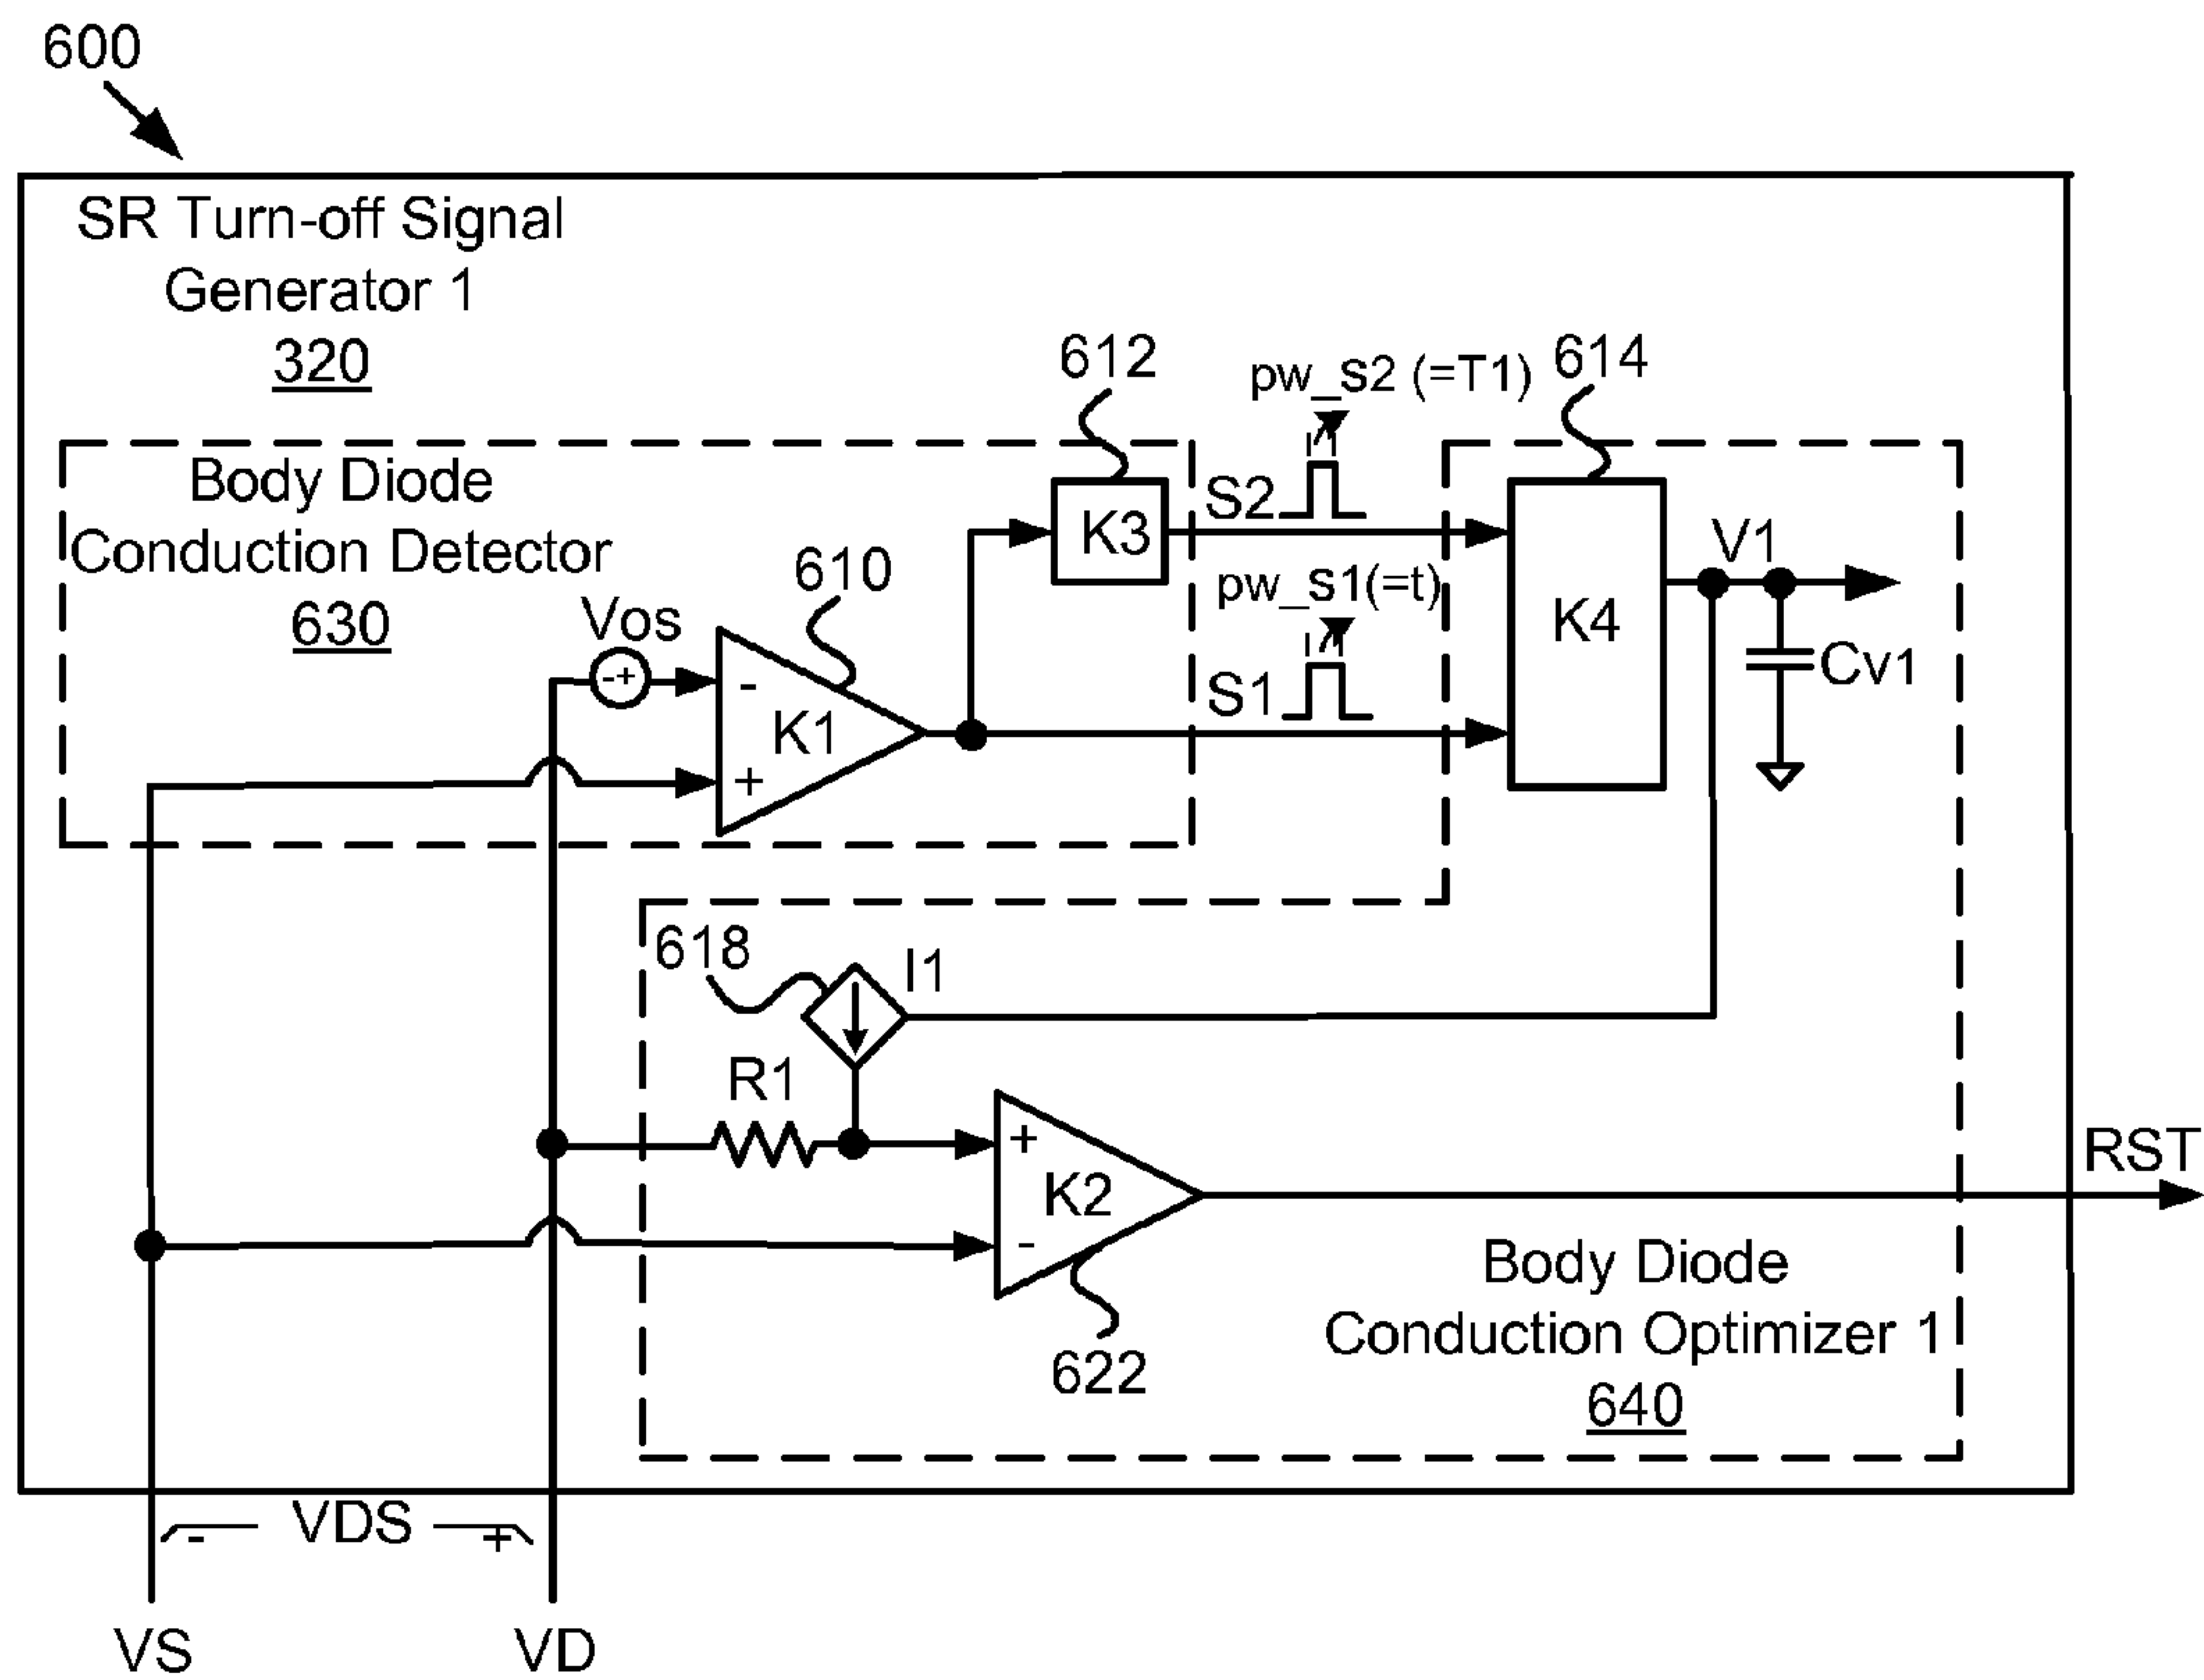 600
SR Turn-off Signal
Generator 1
320
612
pw_s2 (=T1)
614
Body Diode
Conduction Detector
630
S2
K3
V1
610
pw_s1(=t)
Vos
K4
Cv1
-+
-
S1
K1
+
618
I1
R1
+
K2
RST
-
Body Diode
Conduction Optimizer 1
640
622
- VDS +
VS
VD